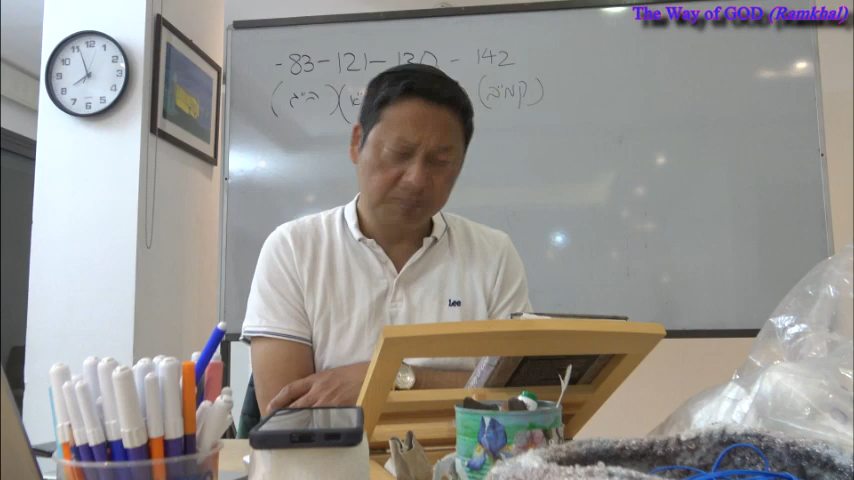 The Way of GOD (Ramkhal)
-83-121-130-142
(קמ״ב)
Lee